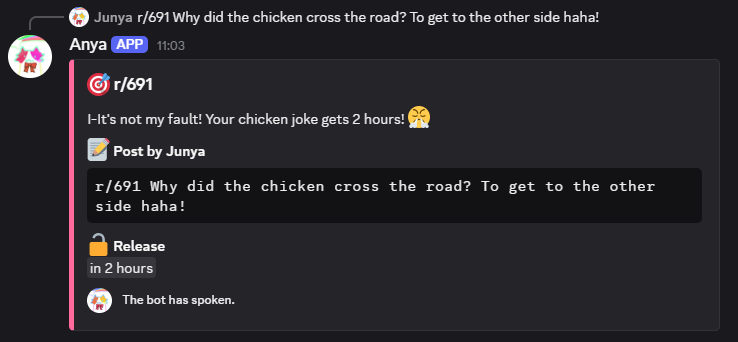 Junya r/691 Why did the chicken cross the road? To get to the other side haha!
Anya APP 11:03
r/691
I-It's not my fault! Your chicken joke gets 2 hours!
Post by Junya
r/691 Why did the chicken cross the road? To get to the other
side haha!
Release
in 2 hours
The bot has spoken.